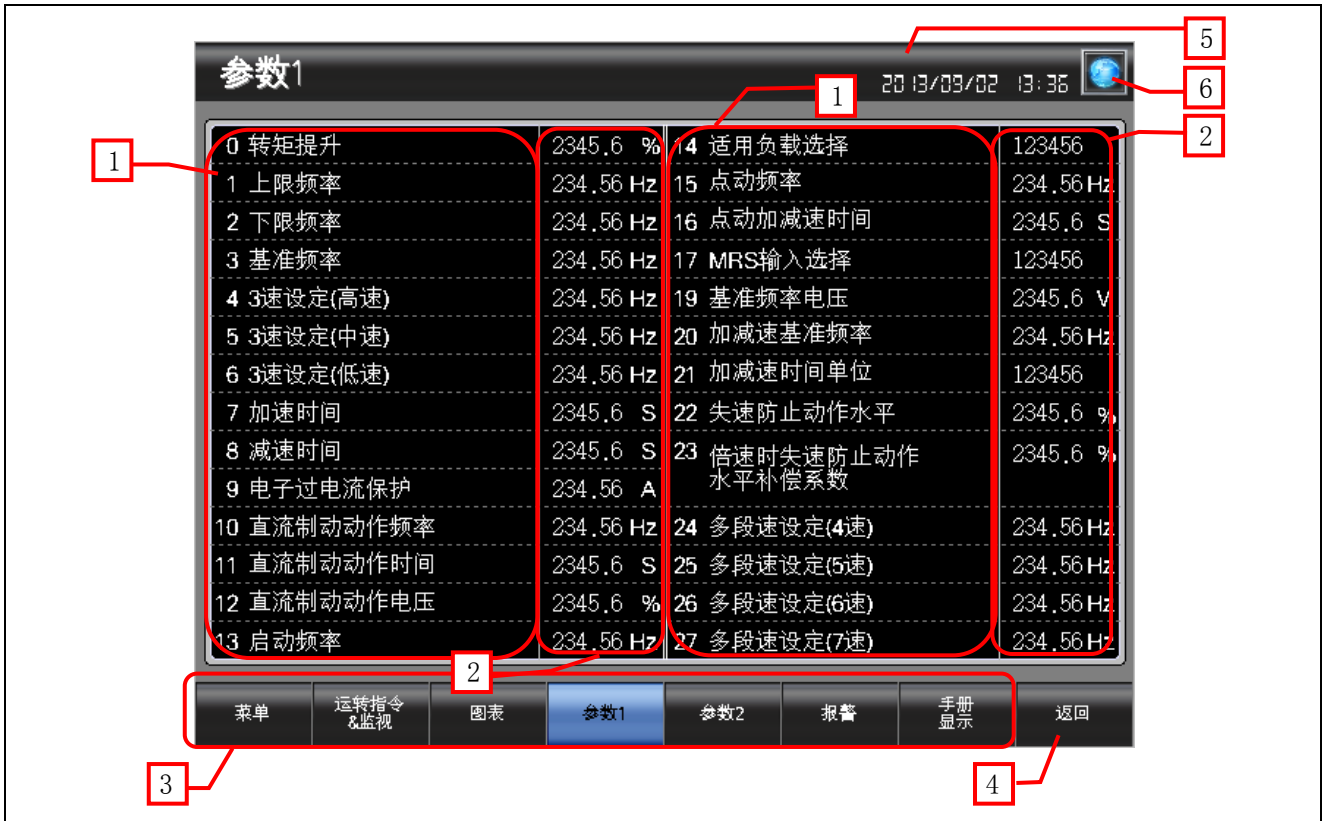 参数1
2013/09/02 13:36
5
6
1
1
2
0 转矩提升 2345.6 % 14 适用负载选择 123456
1 上限频率 234.56 Hz 15 点动频率 234.56 Hz
2 下限频率 234.56 Hz 16 点动加减速时间 2345.6 S
3 基准频率 234.56 Hz 17 MRS输入选择 123456
4 3速设定(高速) 234.56 Hz 19 基准频率电压 2345.6 V
5 3速设定(中速) 234.56 Hz 20 加减速基准频率 234.56 Hz
6 3速设定(低速) 234.56 Hz 21 加减速时间单位 123456
7 加速时间 2345.6 S 22 失速防止动作水平 2345.6 %
8 减速时间 2345.6 S 23 倍速时失速防止动作 2345.6 %
水平补偿系数
9 电子过电流保护 234.56 A
10 直流制动动作频率 234.56 Hz 24 多段速设定(4速) 234.56 Hz
11 直流制动动作时间 2345.6 S 25 多段速设定(5速) 234.56 Hz
12 直流制动动作电压 2345.6 % 26 多段速设定(6速) 234.56 Hz
13 启动频率 234.56 Hz 27 多段速设定(7速) 234.56 Hz
2
菜单 运转指令 图表 参数1 参数2 报警 手册 返回
&监视 显示
3
4